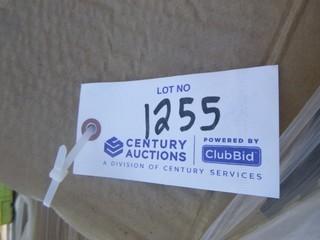 LOT NO
1255
CENTURY AUCTIONS
A DIVISION OF CENTURY SERVICES
POWERED BY
ClubBid